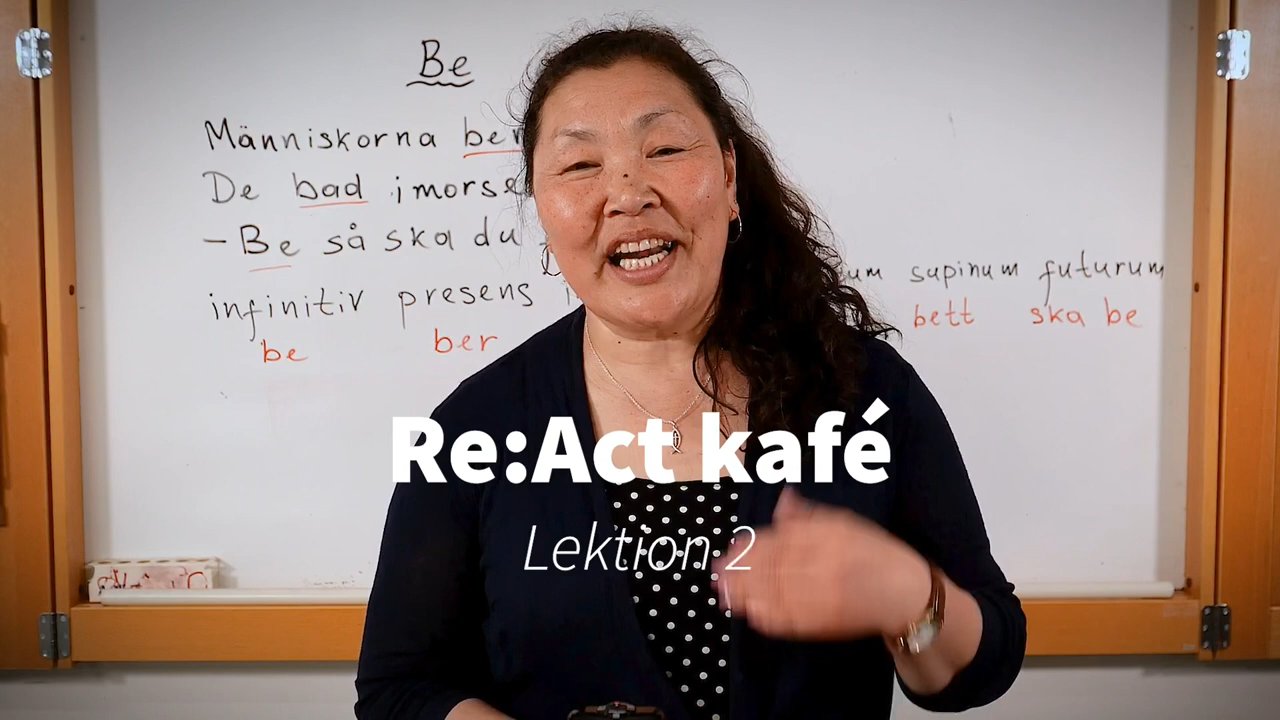 Be
Människorna ber
De bad imorse
- Be så ska du
infinitiv presens supinum futurum
be ber bett ska be
Re:Act kafé
Lektion 2